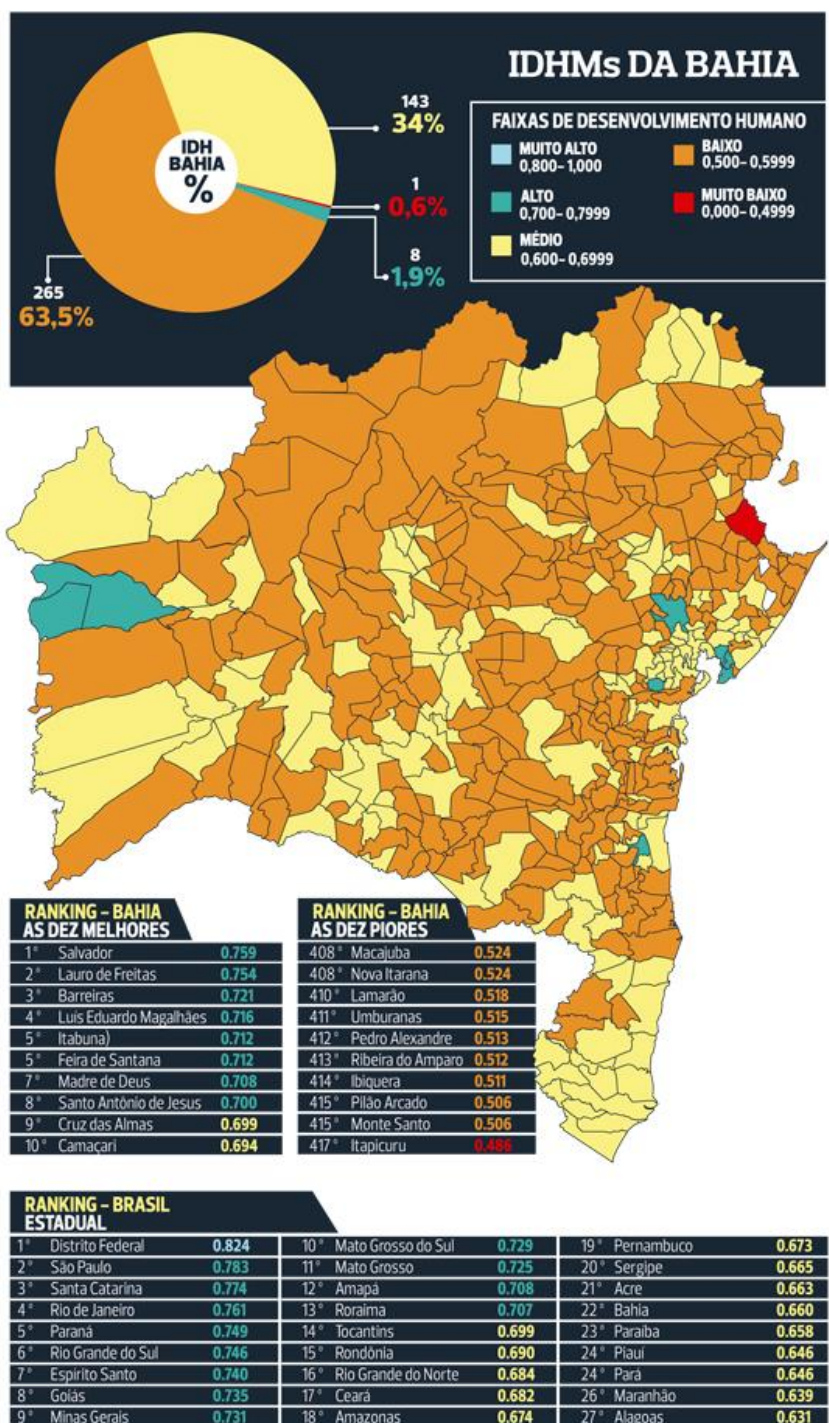 IDHMs DA BAHIA
IDH
BAHIA
%
143
34%
1
0,6%
8
1,9%
265
63,5%
FAIXAS DE DESENVOLVIMENTO HUMANO
MUITO ALTO
0,800– 1,000
ALTO
0,700– 0,7999
MÉDIO
0,600– 0,6999
BAIXO
0,500– 0,5999
MUITO BAIXO
0,000– 0,4999
RANKING – BAHIA
AS DEZ MELHORES
1° Salvador 0.759
2° Lauro de Freitas 0.754
3° Barreiras 0.721
4° Luís Eduardo Magalhães 0.716
5° Itabuna) 0.712
5° Feira de Santana 0.712
7° Madre de Deus 0.708
8° Santo Antônio de Jesus 0.700
9° Cruz das Almas 0.699
10° Camaçari 0.694
RANKING – BAHIA
AS DEZ PIORES
408° Macajuba 0.524
408° Nova Itarana 0.524
410° Lamarão 0.518
411° Umburanas 0.515
412° Pedro Alexandre 0.513
413° Ribeira do Amparo 0.512
414° Ibiquera 0.511
415° Pilão Arcado 0.506
415° Monte Santo 0.506
417° Itapicuru 0.486
RANKING – BRASIL
ESTADUAL
1° Distrito Federal 0.824
2° São Paulo 0.783
3° Santa Catarina 0.774
4° Rio de Janeiro 0.761
5° Paraná 0.749
6° Rio Grande do Sul 0.746
7° Espírito Santo 0.740
8° Goiás 0.735
9° Minas Gerais 0.731
10° Mato Grosso do Sul 0.729
11° Mato Grosso 0.725
12° Amapá 0.708
13° Roraima 0.707
14° Tocantins 0.699
15° Rondônia 0.690
16° Rio Grande do Norte 0.684
17° Ceará 0.682
18° Amazonas 0.674
19° Pernambuco 0.673
20° Sergipe 0.665
21° Acre 0.663
22° Bahia 0.660
23° Paraíba 0.658
24° Piauí 0.646
24° Pará 0.646
26° Maranhão 0.639
27° Alagoas 0.631